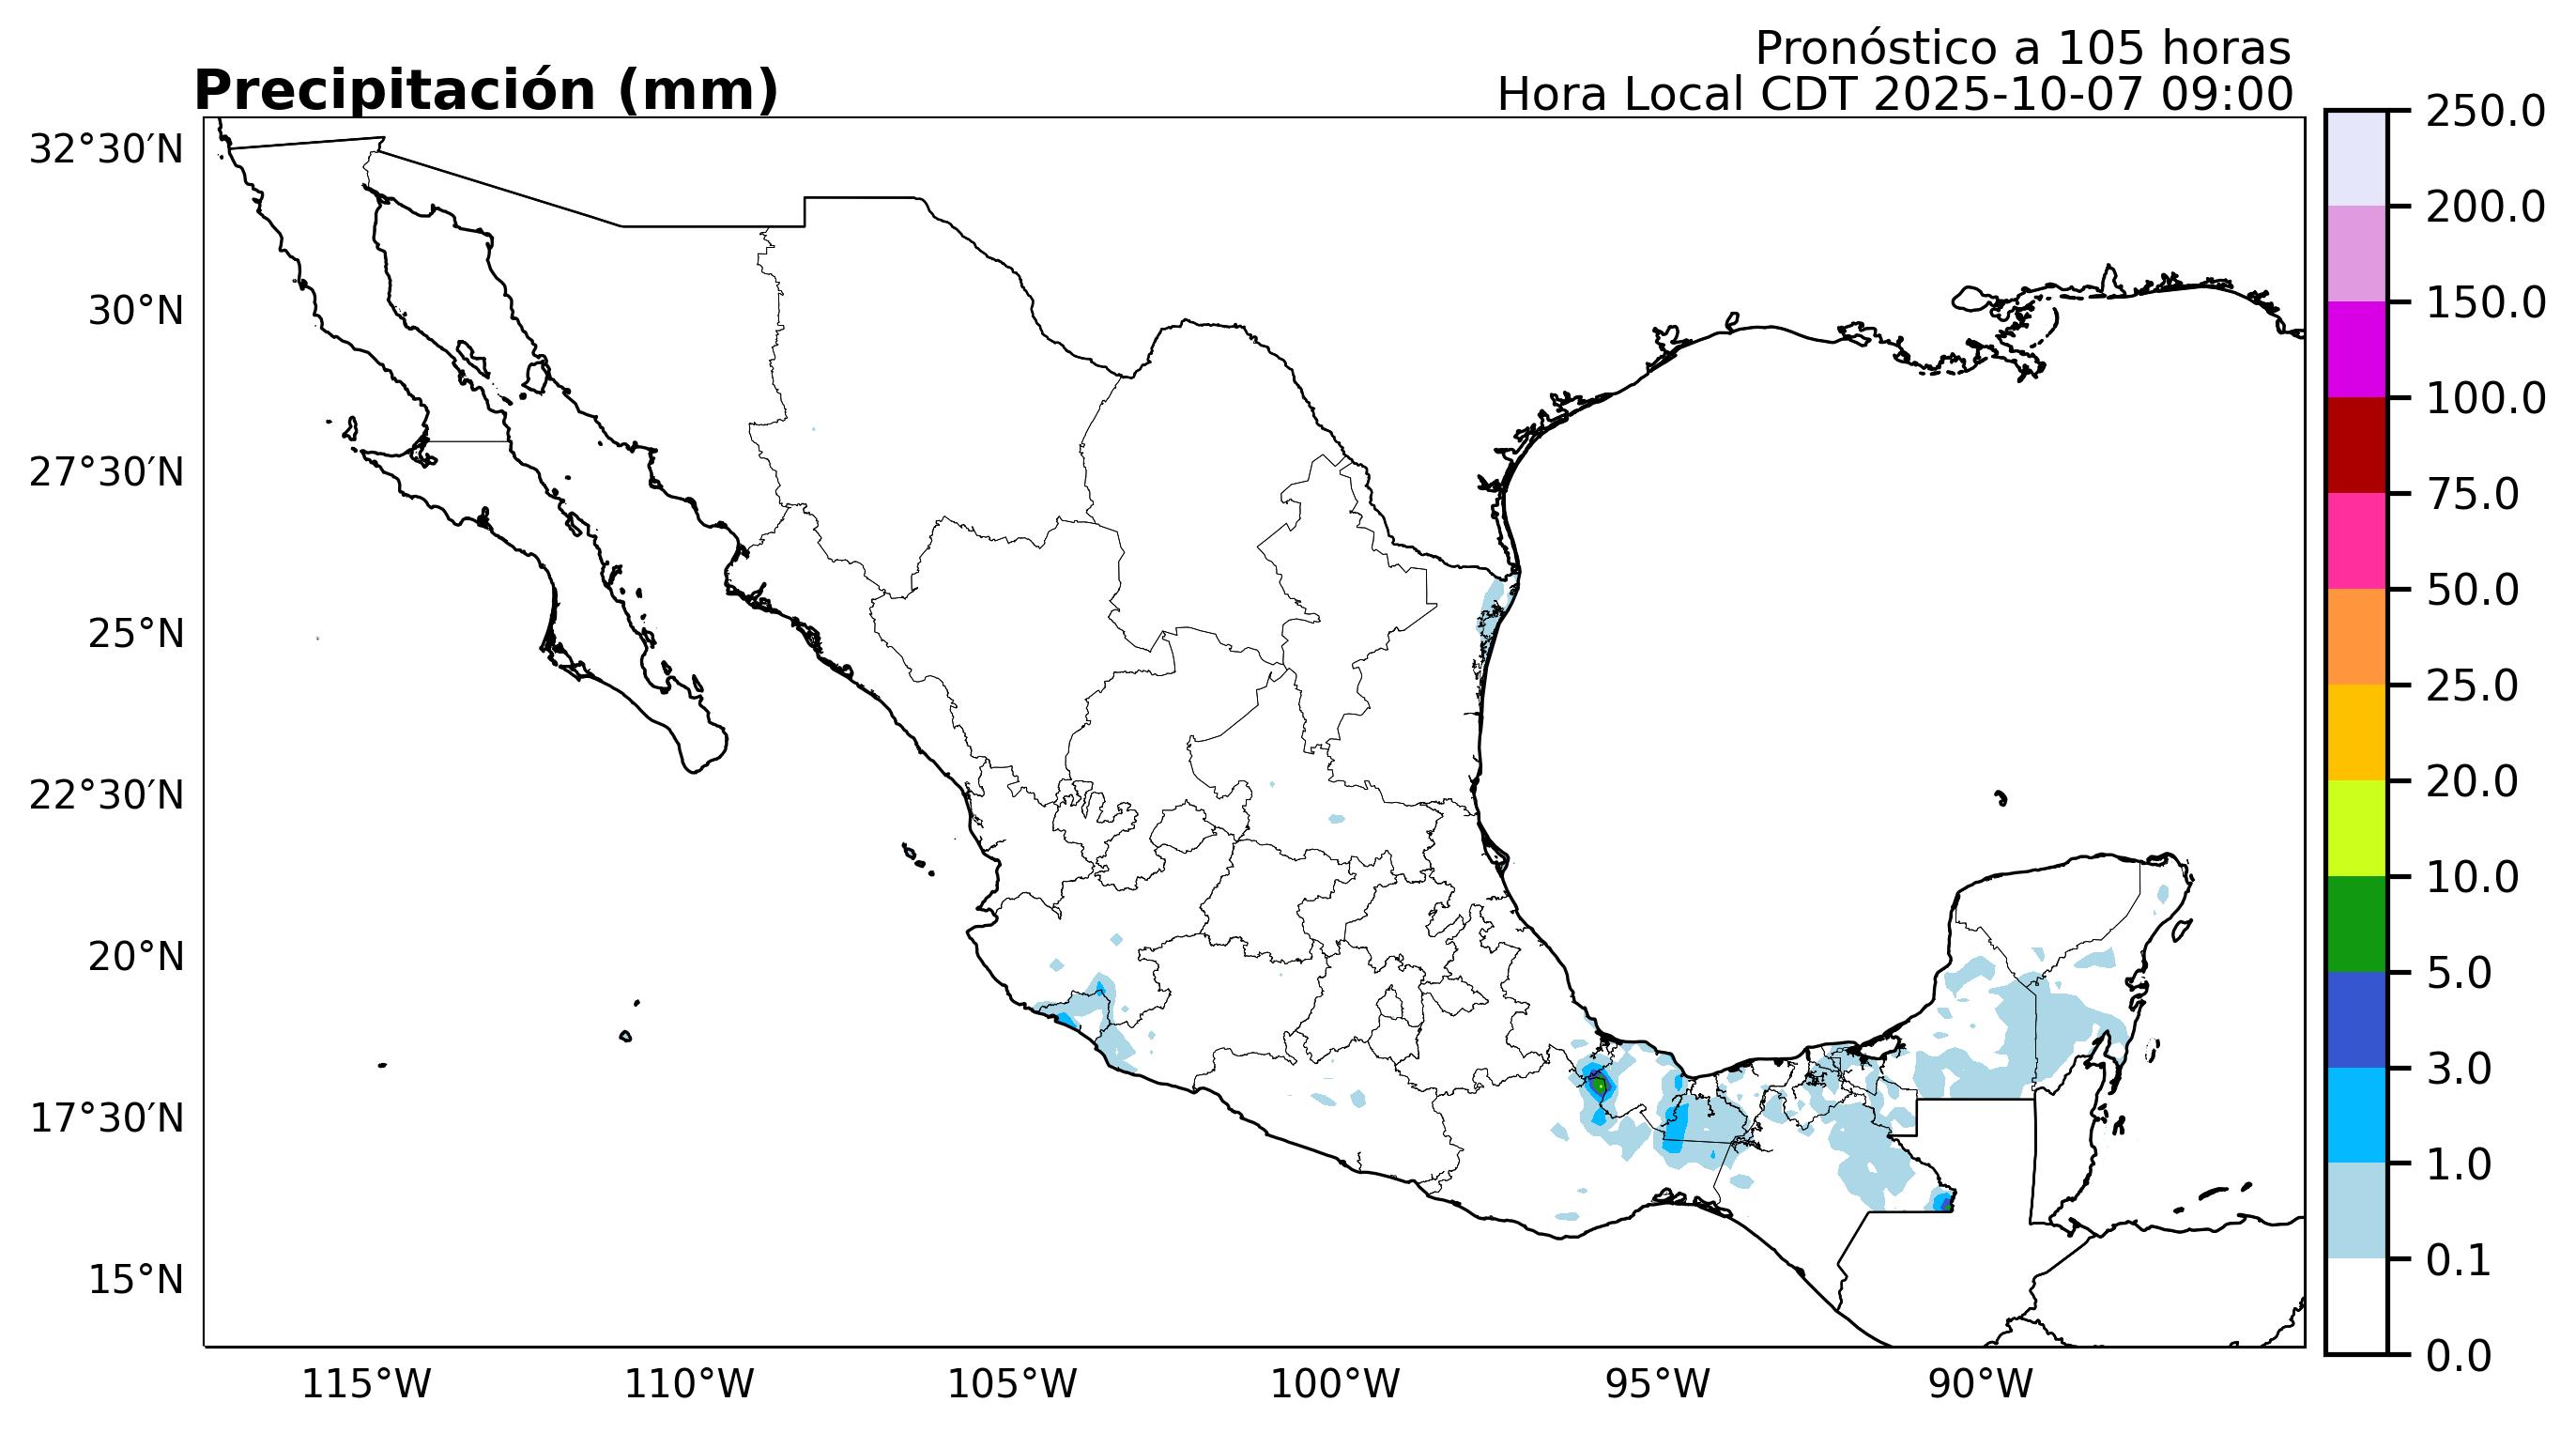 Pronóstico a 105 horas
Precipitación (mm)
Hora Local CDT 2025-10-07 09:00
32°30′N
30°N
27°30′N
25°N
22°30′N
20°N
17°30′N
15°N
115°W
110°W
105°W
100°W
95°W
90°W
250.0
200.0
150.0
100.0
75.0
50.0
25.0
20.0
10.0
5.0
3.0
1.0
0.1
0.0